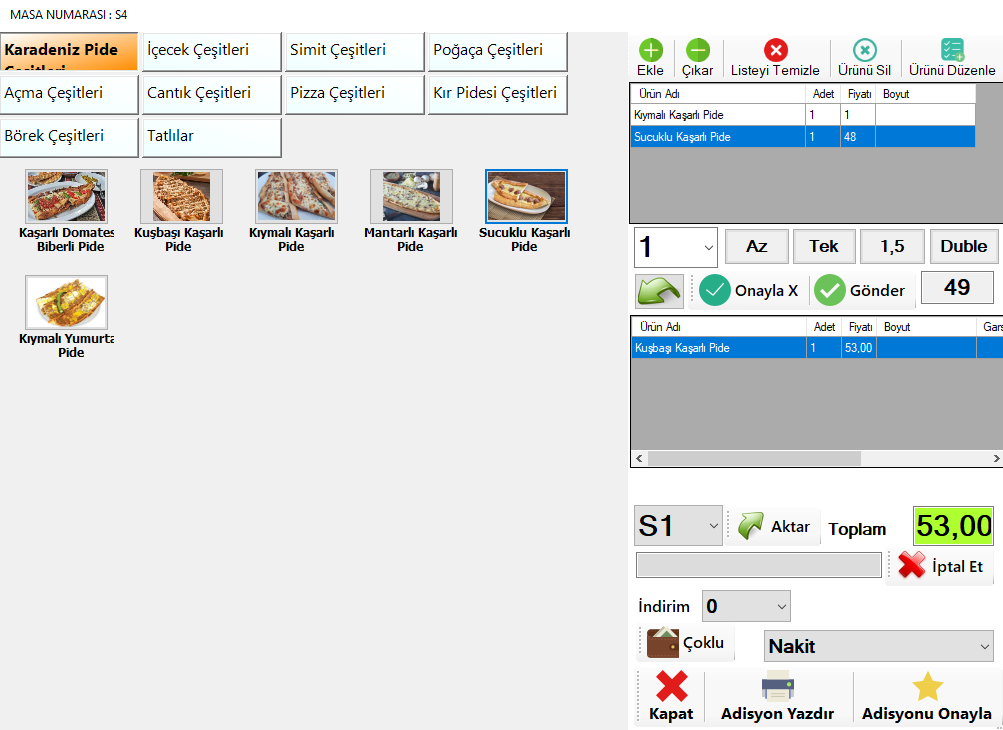 MASA NUMARASI : S4
Karadeniz Pide
Çeşitleri
İçecek Çeşitleri
Simit Çeşitleri
Poğaça Çeşitleri
Açma Çeşitleri
Cantık Çeşitleri
Pizza Çeşitleri
Kır Pidesi Çeşitleri
Börek Çeşitleri
Tatlılar
Kaşarlı Domates
Biberli Pide
Kuşbaşı Kaşarlı
Pide
Kıymalı Kaşarlı
Pide
Mantarlı Kaşarlı
Pide
Sucuklu Kaşarlı
Pide
Kıymalı Yumurta
Pide
Ekle
Çıkar
Listeyi Temizle
Ürünü Sil
Ürünü Düzenle
Ürün Adı Adet Fiyatı Boyut
Kıymalı Kaşarlı Pide 1 1
Sucuklu Kaşarlı Pide 1 48
1
Az
Tek
1,5
Duble
Onayla X
Gönder
49
Ürün Adı Adet Fiyatı Boyut Gars
Kuşbaşı Kaşarlı Pide 1 53,00
S1
Aktar
Toplam
53,00
İptal Et
İndirim
0
Çoklu
Nakit
Kapat
Adisyon Yazdır
Adisyonu Onayla